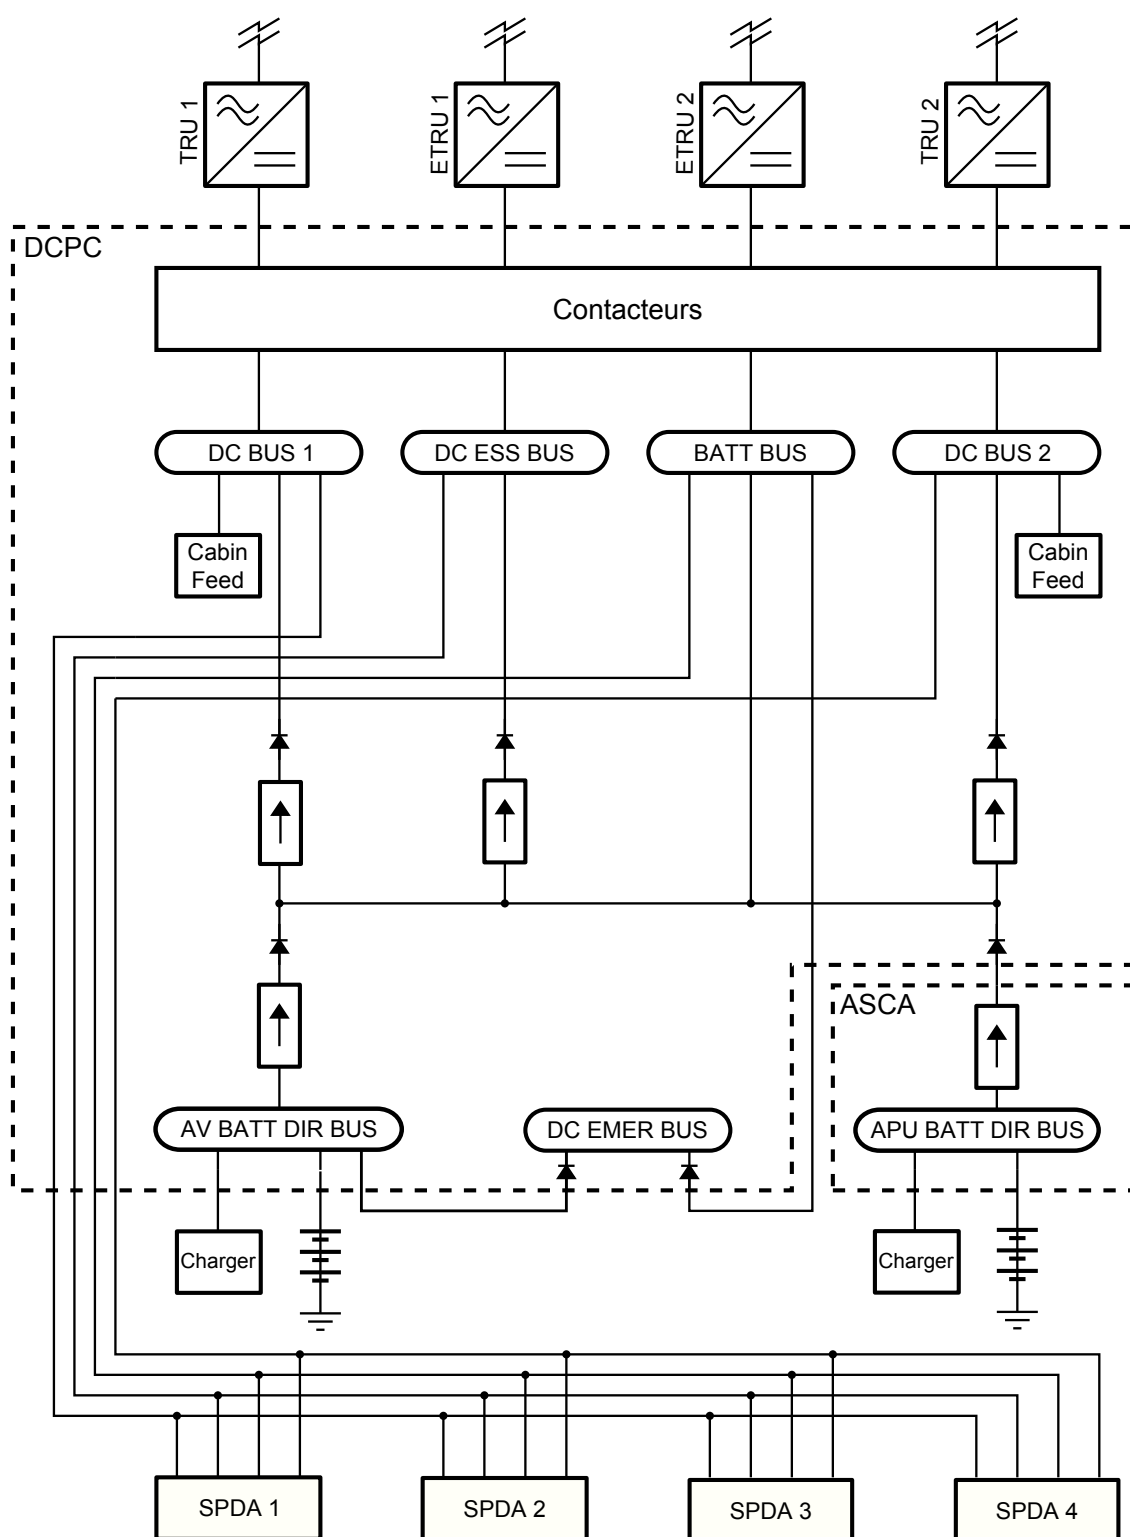 TRU 1
ETRU 1
ETRU 2
TRU 2
DCPC
Contacteurs
DC BUS 1
DC ESS BUS
BATT BUS
DC BUS 2
Cabin
Feed
Cabin
Feed
ASCA
AV BATT DIR BUS
DC EMER BUS
APU BATT DIR BUS
Charger
Charger
SPDA 1
SPDA 2
SPDA 3
SPDA 4